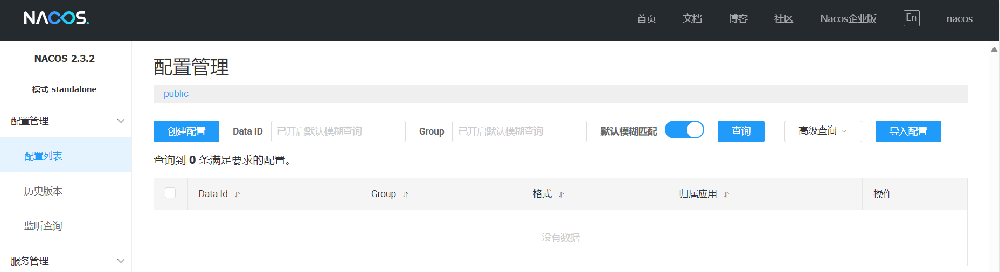 NACOS.
首页 文档 博客 社区 Nacos企业版 En nacos
NACOS 2.3.2
模式 standalone
配置管理
配置列表
历史版本
监听查询
服务管理
配置管理
public
创建配置 Data ID 已开启默认模糊查询 Group 已开启默认模糊查询 默认模糊匹配 查询 高级查询 导入配置
查询到 0 条满足要求的配置。
Data Id Group 格式 归属应用 操作
没有数据